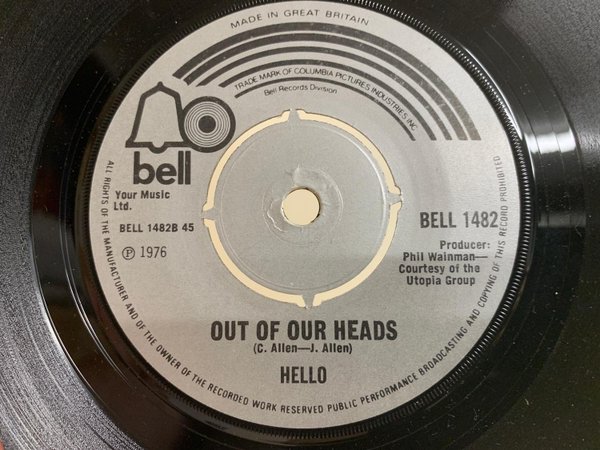 MADE IN GREAT BRITAIN
TRADE MARK OF COLUMBIA PICTURES INDUSTRIES, INC.
Bell Records Division
bell
Your Music
Ltd.
BELL 1482B 45
Ⓟ 1976
BELL 1482
Producer:
Phil Wainman—
Courtesy of the
Utopia Group
OUT OF OUR HEADS
(C. Allen—J. Allen)
HELLO
ALL RIGHTS OF THE MANUFACTURER AND OF THE OWNER OF THE RECORDED WORK RESERVED PUBLIC PERFORMANCE BROADCASTING AND COPYING OF THIS RECORD PROHIBITED